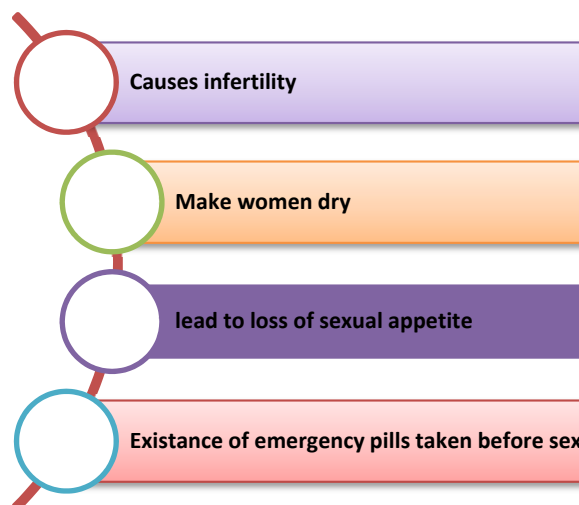 Causes infertility
Make women dry
lead to loss of sexual appetite
Existance of emergency pills taken before sex